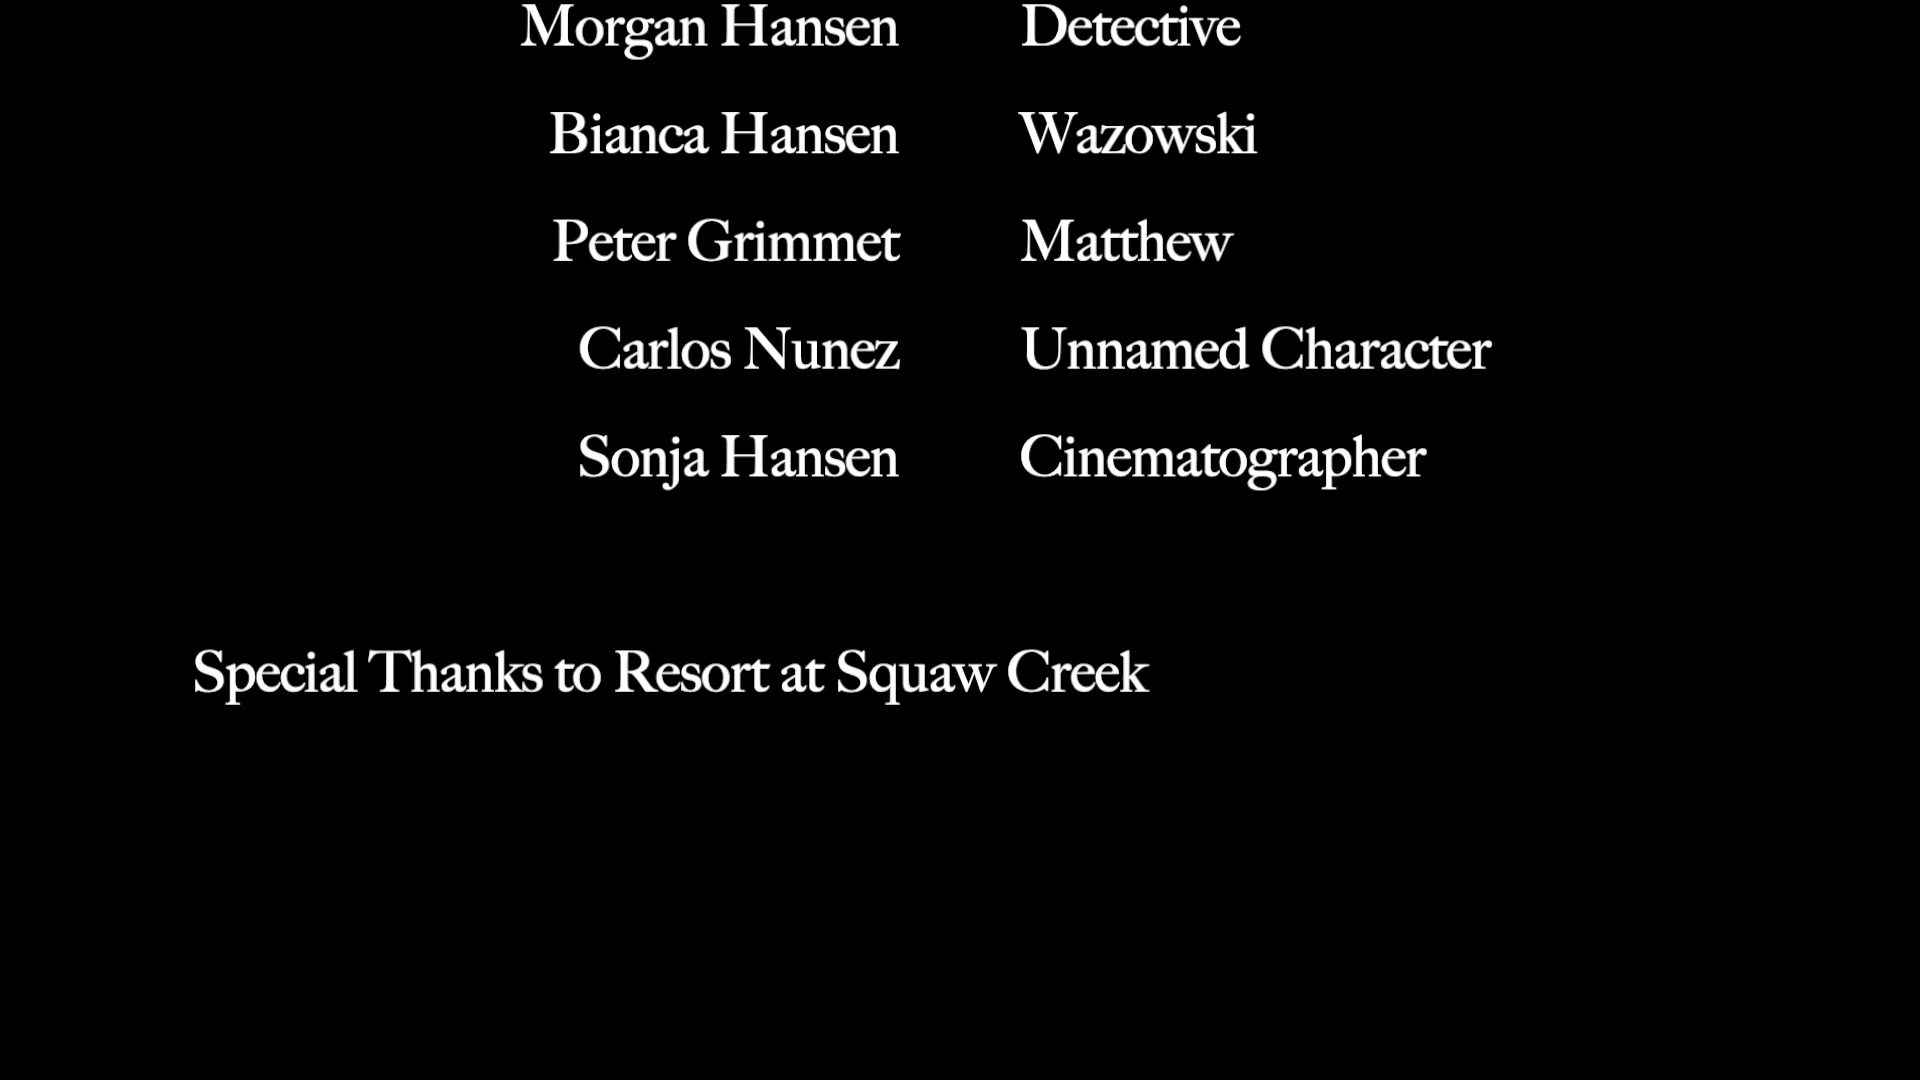 Morgan Hansen Detective
Bianca Hansen Wazowski
Peter Grimmet Matthew
Carlos Nunez Unnamed Character
Sonja Hansen Cinematographer
Special Thanks to Resort at Squaw Creek